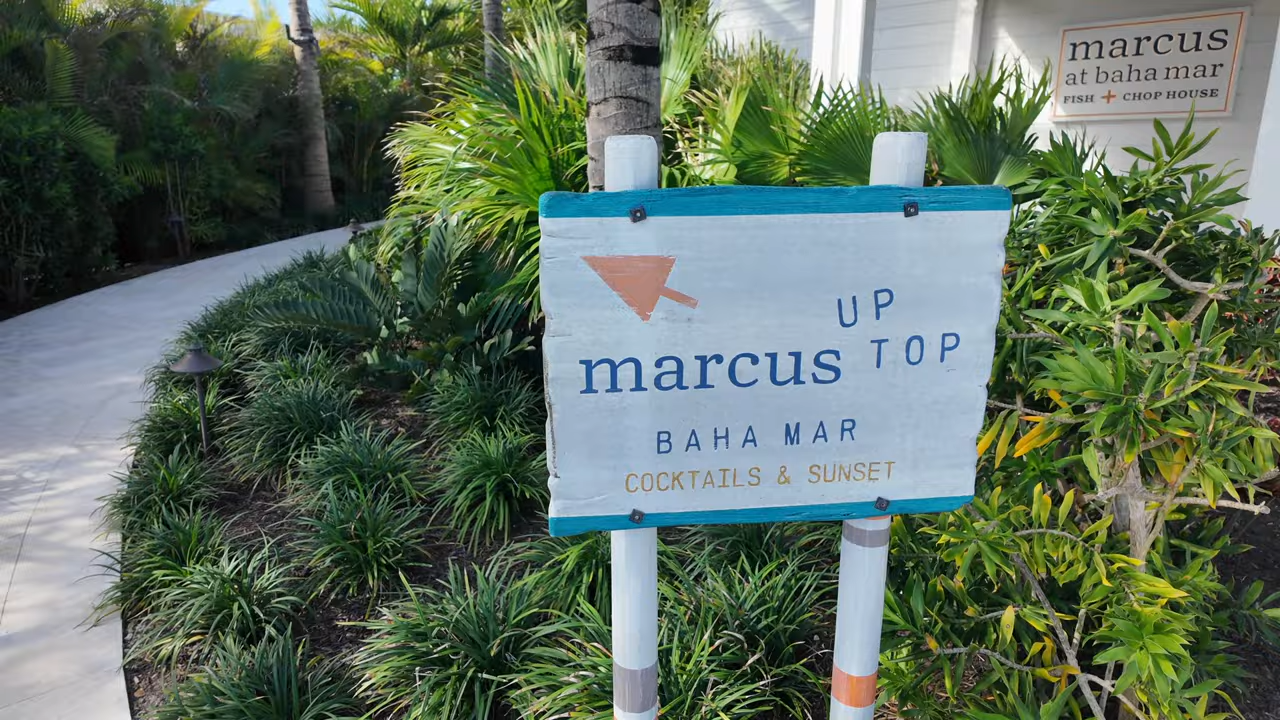 marcus
at baha mar
FISH + CHOP HOUSE
UP
marcus TOP
BAHA MAR
COCKTAILS & SUNSET